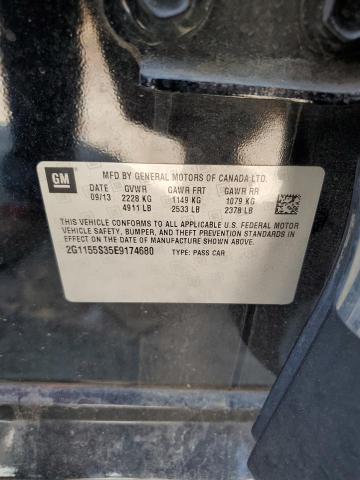 GM
MFD BY GENERAL MOTORS OF CANADA LTD.
DATE GVWR GAWR FRT GAWR RR
09/13 2228 KG 1149 KG 1079 KG
4911 LB 2533 LB 2378 LB
THIS VEHICLE CONFORMS TO ALL APPLICABLE U.S. FEDERAL MOTOR
VEHICLE SAFETY, BUMPER, AND THEFT PREVENTION STANDARDS
IN EFFECT ON THE DATE OF MANUFACTURE SHOWN ABOVE.
2G1155S35E9174680 TYPE: PASS CAR